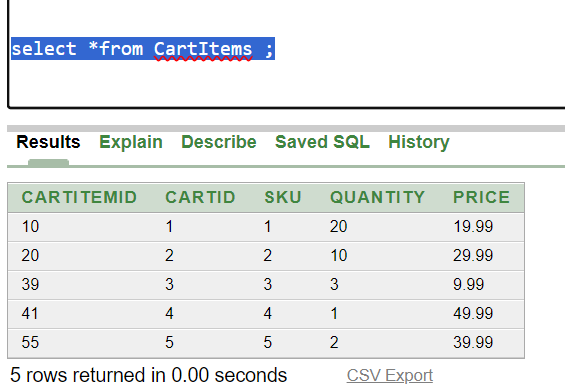 select *from CartItems ;
Results Explain Describe Saved SQL History
CARTITEMID CARTID SKU QUANTITY PRICE
10 1 1 20 19.99
20 2 2 10 29.99
39 3 3 3 9.99
41 4 4 1 49.99
55 5 5 2 39.99
5 rows returned in 0.00 seconds CSV Export